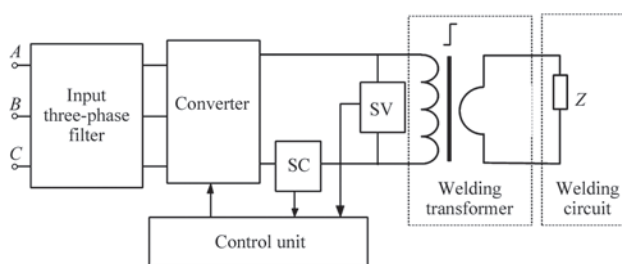 A
B
C
Input
three-phase
filter
Converter
SC
SV
Control unit
Welding
transformer
Z
Welding
circuit